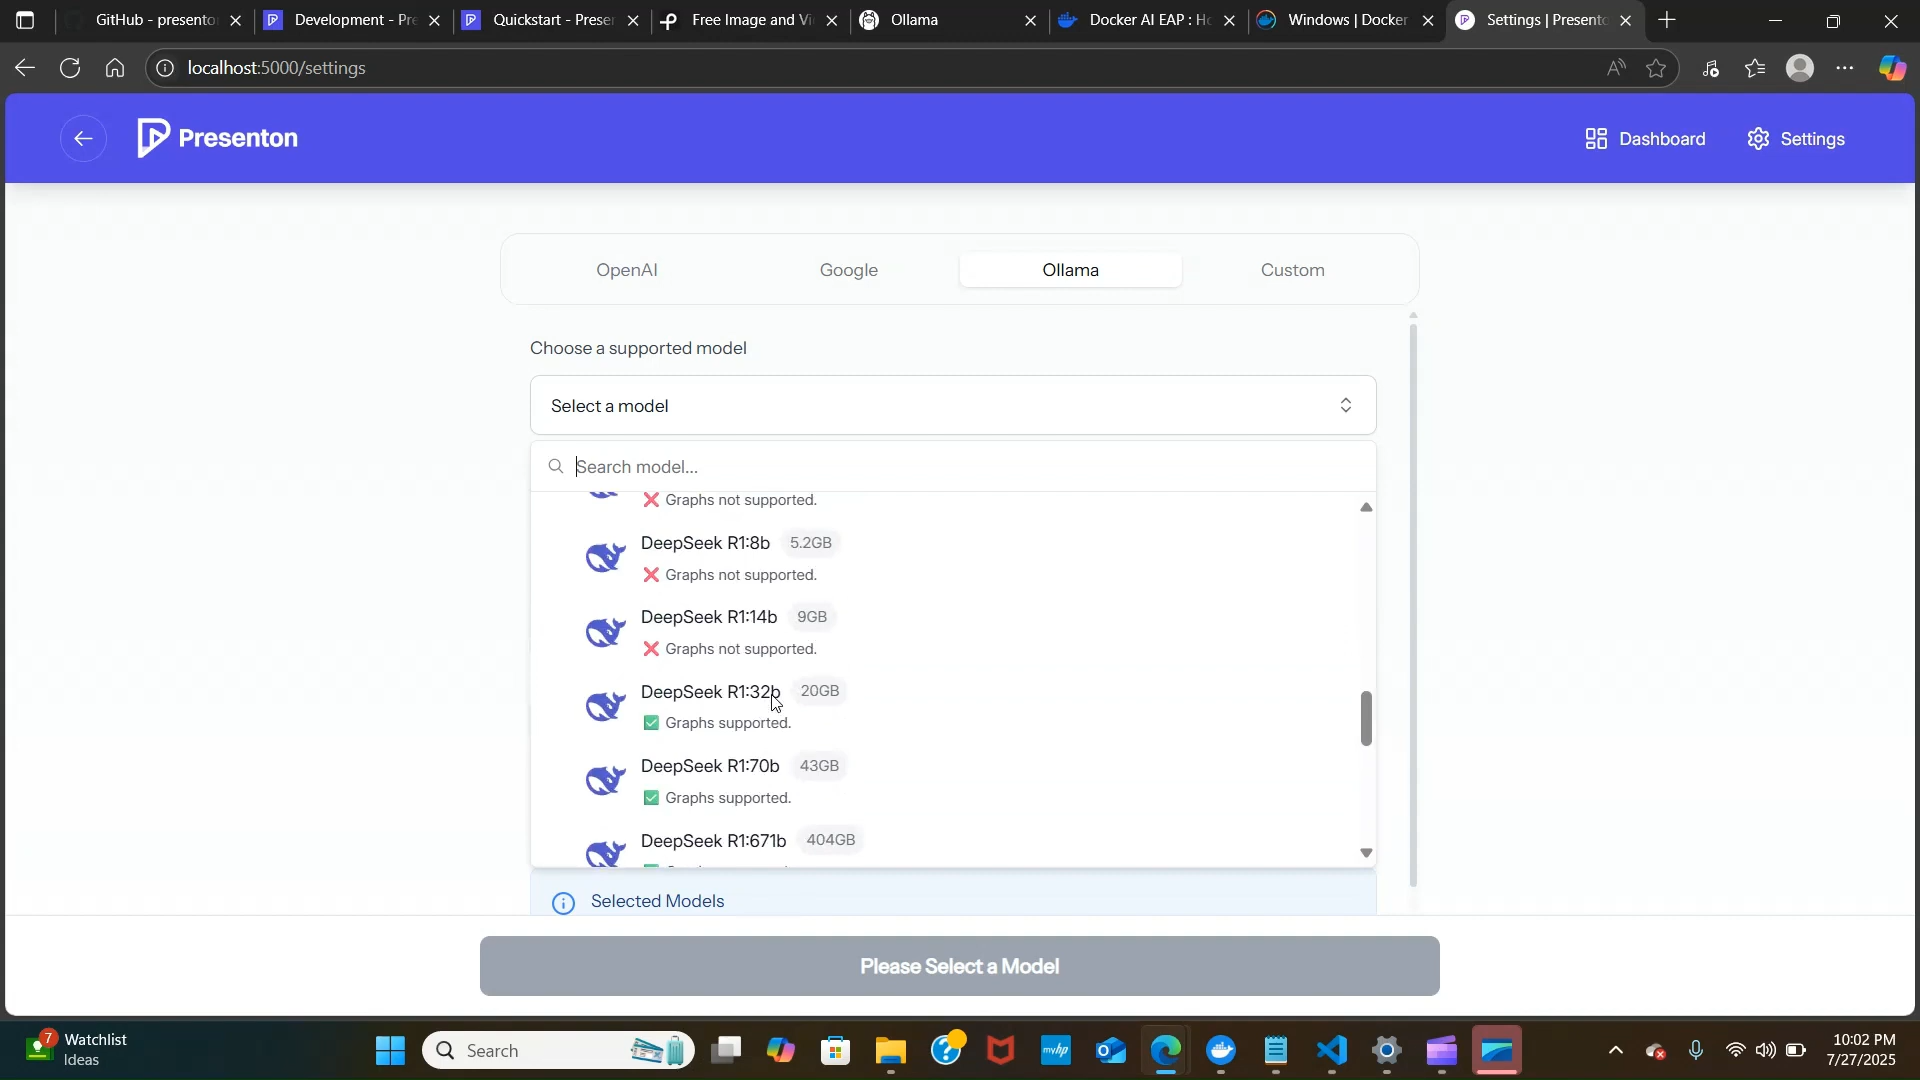 GitHub - presento
Development - Pre
Quickstart - Presen
Free Image and Vi
Ollama
Docker AI EAP : Ho
Windows | Docker
Settings | Presento
localhost:5000/settings
Presenton
Dashboard
Settings
OpenAI
Google
Ollama
Custom
Choose a supported model
Select a model
Search model...
❌ Graphs not supported.
DeepSeek R1:8b 5.2GB
❌ Graphs not supported.
DeepSeek R1:14b 9GB
❌ Graphs not supported.
DeepSeek R1:32b 20GB
✅ Graphs supported.
DeepSeek R1:70b 43GB
✅ Graphs supported.
DeepSeek R1:671b 404GB
Selected Models
Please Select a Model
7
Watchlist
Ideas
Search
myhp
10:02 PM
7/27/2025